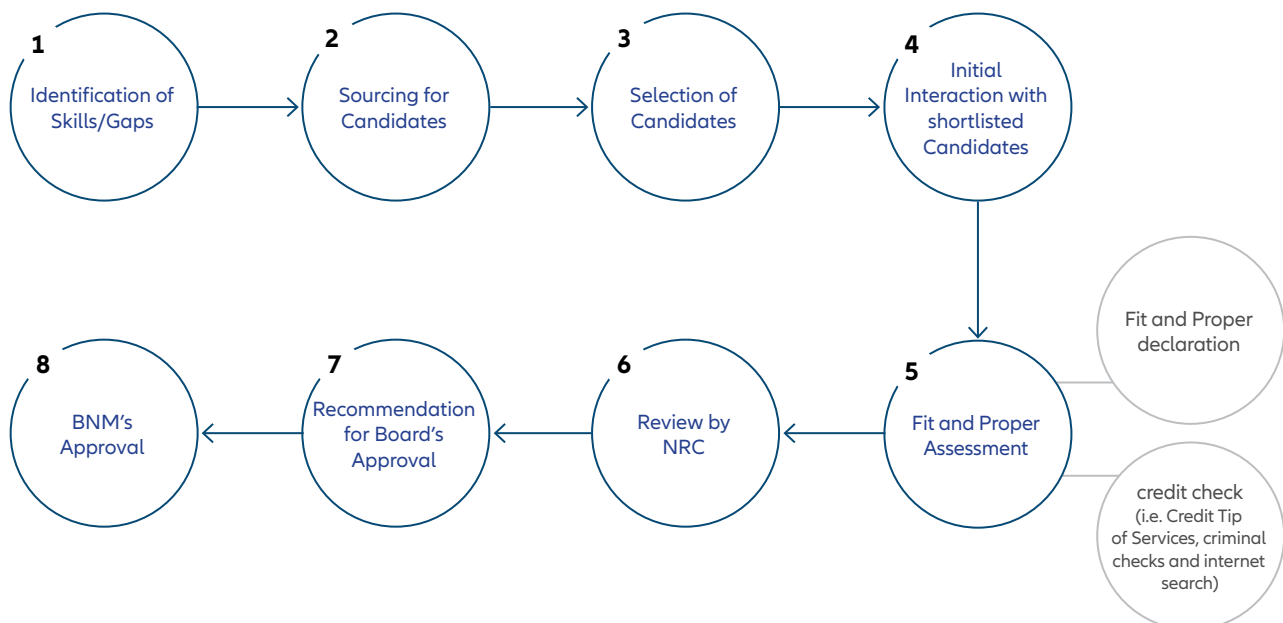 1
Identification of
Skills/Gaps
2
Sourcing for
Candidates
3
Selection of
Candidates
4
Initial
Interaction with
shortlisted
Candidates
5
Fit and Proper
Assessment
Fit and Proper
declaration
credit check
(i.e. Credit Tip
of Services, criminal
checks and internet
search)
6
Review by
NRC
7
Recommendation
for Board's
Approval
8
BNM's
Approval